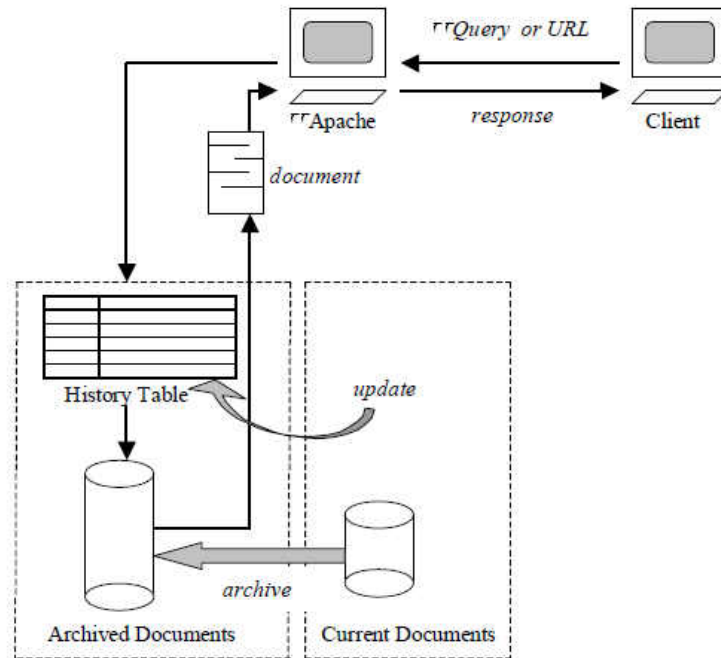 ┌┌Query or URL
┌┌Apache
response
Client
document
History Table
update
archive
Archived Documents
Current Documents